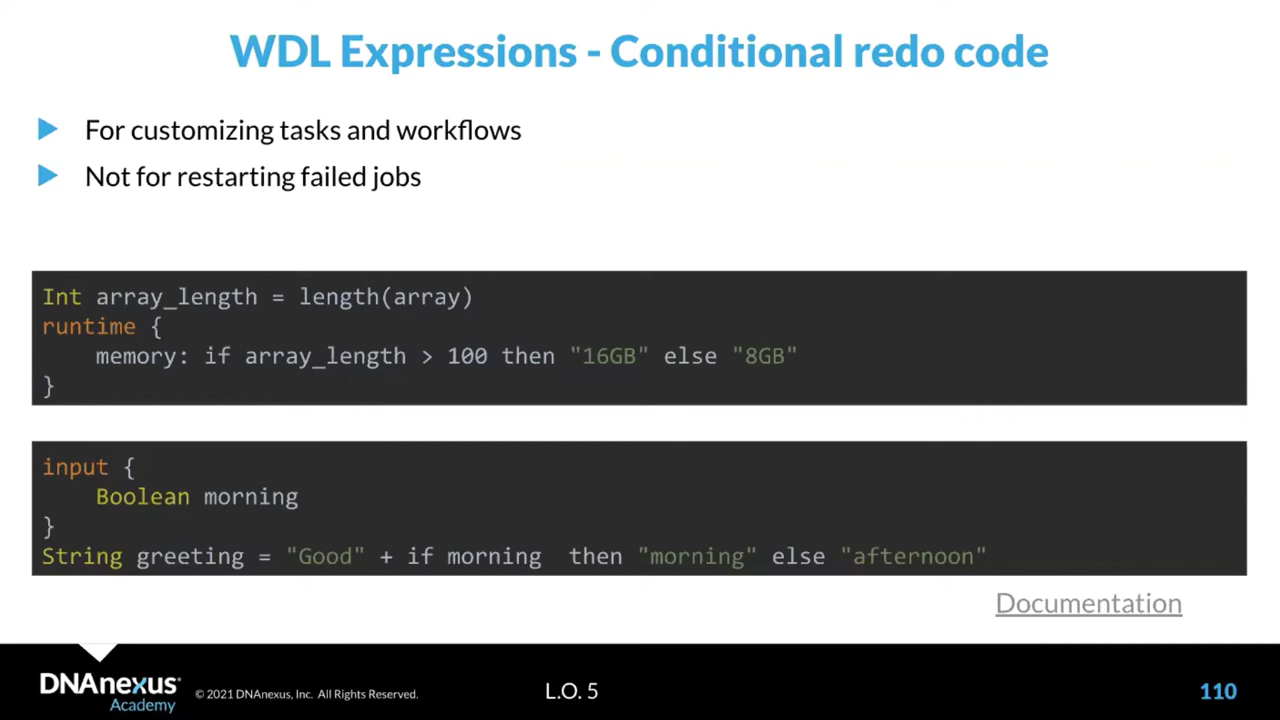 WDL Expressions - Conditional redo code
For customizing tasks and workflows
Not for restarting failed jobs
Int array_length = length(array)
runtime {
    memory: if array_length > 100 then "16GB" else "8GB"
}
input {
    Boolean morning
}
String greeting = "Good" + if morning  then "morning" else "afternoon"
Documentation
DNAnexus®
Academy
© 2021 DNAnexus, Inc. All Rights Reserved.
L.O. 5
110